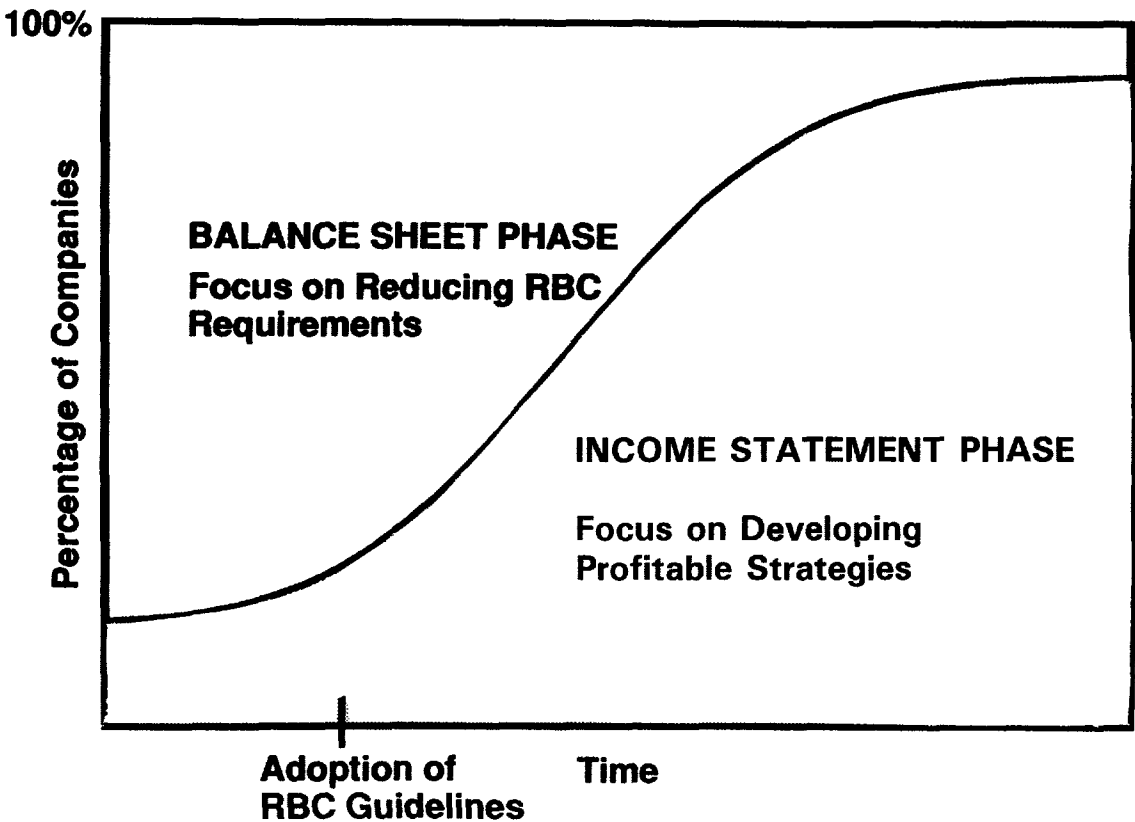 100%
Percentage of Companies
BALANCE SHEET PHASE
Focus on Reducing RBC
Requirements
INCOME STATEMENT PHASE
Focus on Developing
Profitable Strategies
Adoption of
RBC Guidelines
Time